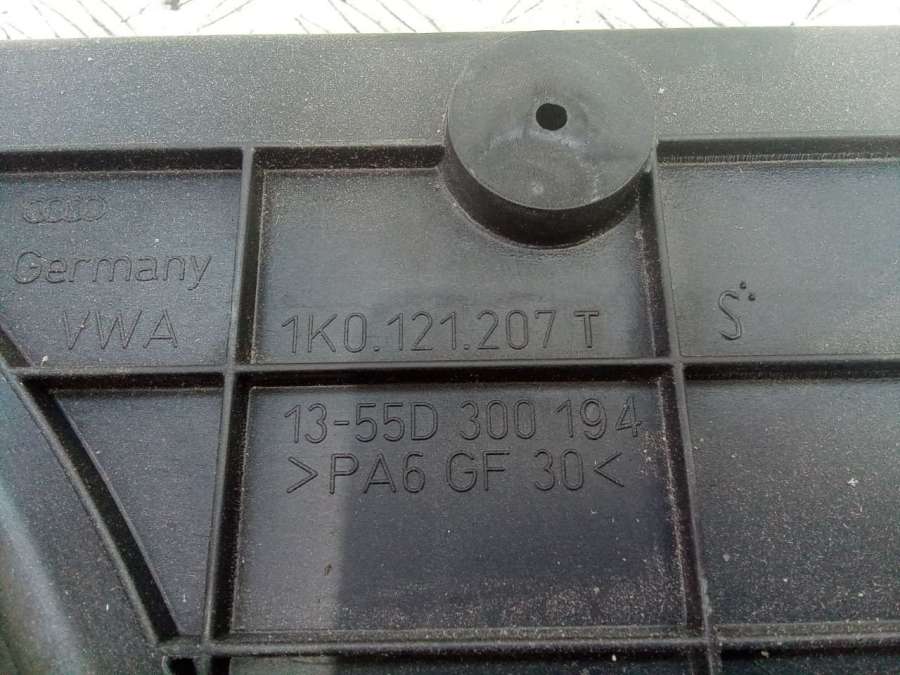 Germany
VWA
1K0.121.207 T
S
13-55D 300 194
>PA6 GF 30<